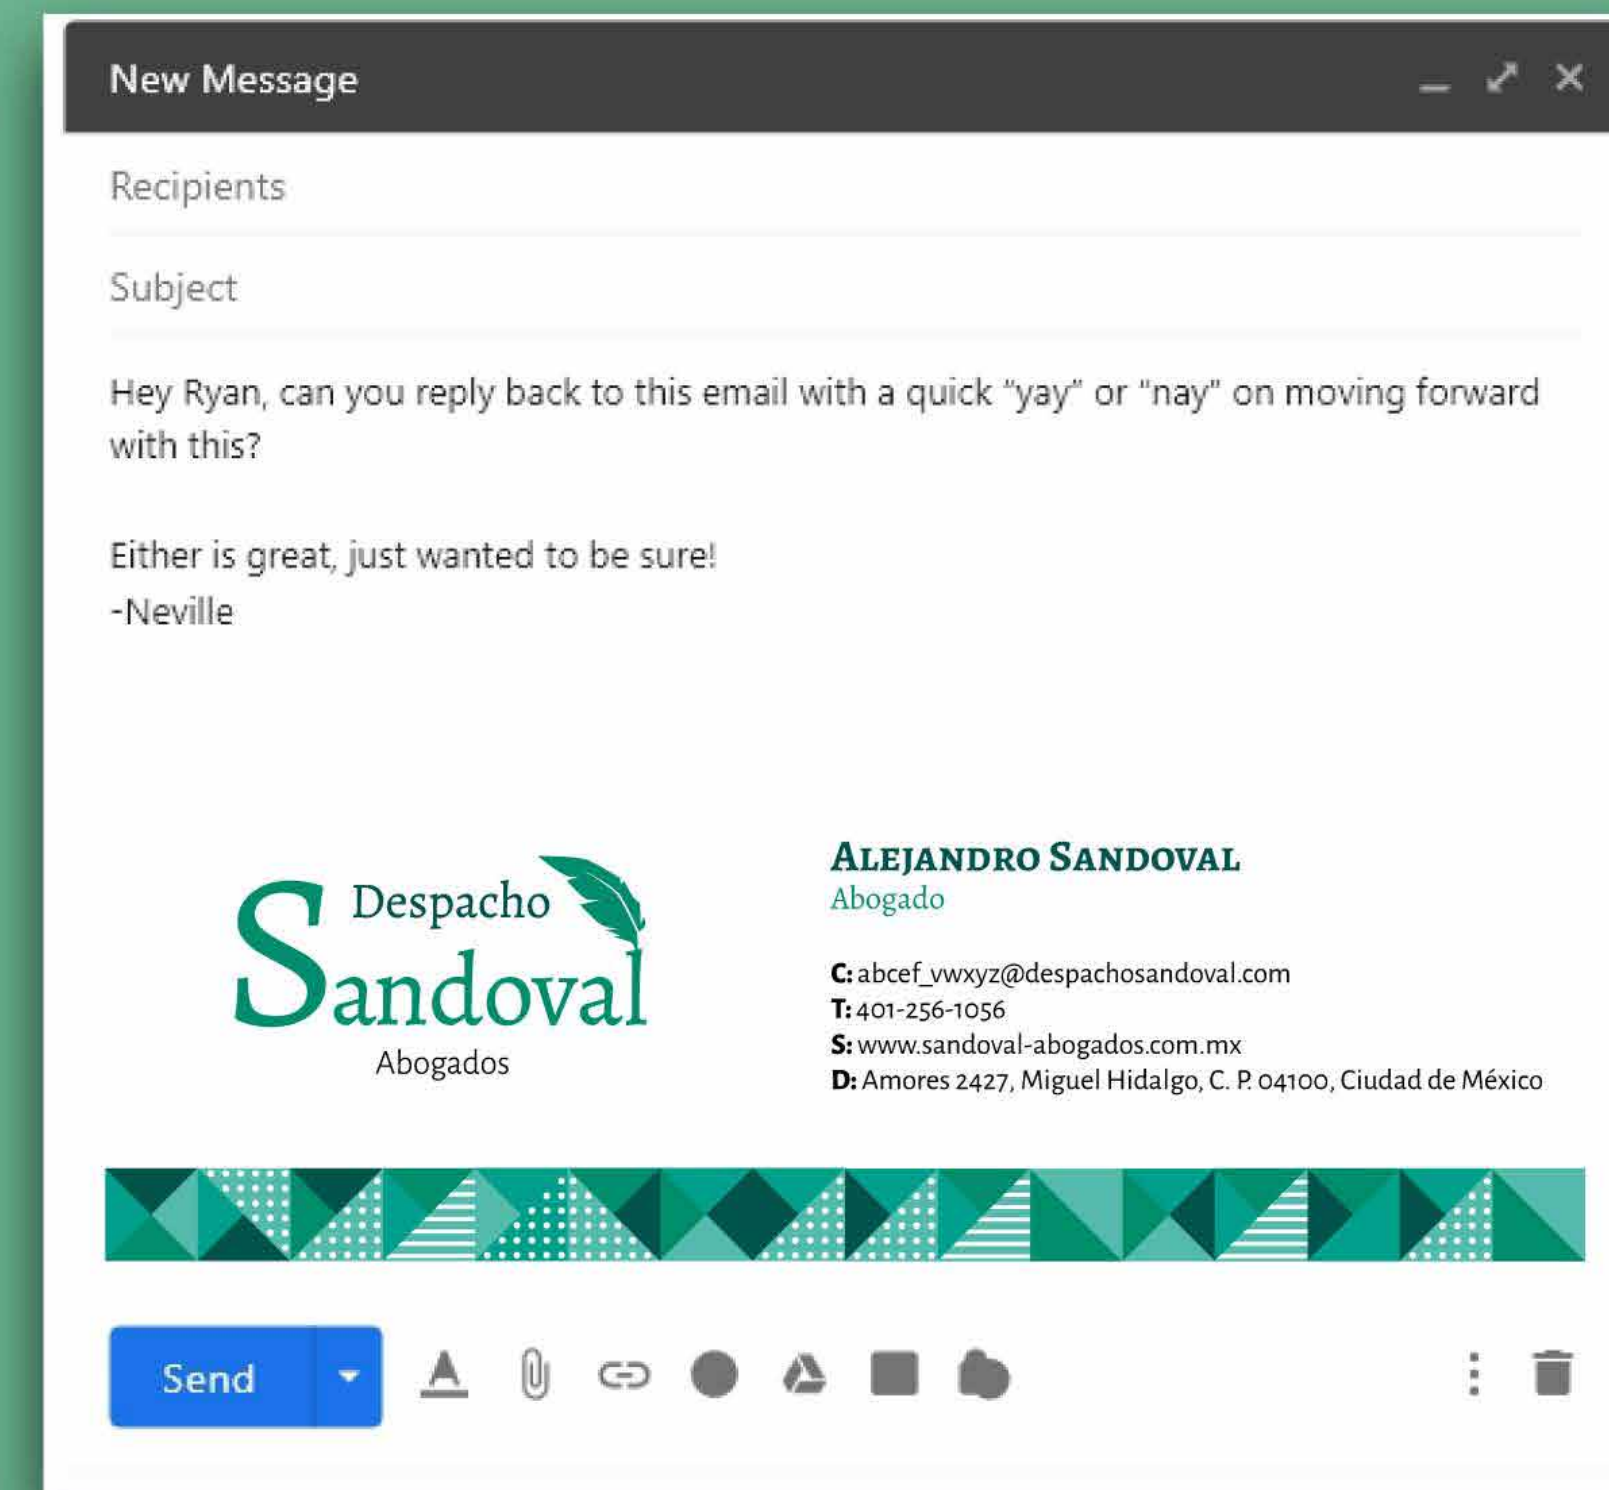 New Message
Recipients
Subject
Hey Ryan, can you reply back to this email with a quick “yay” or “nay” on moving forward
with this?
Either is great, just wanted to be sure!
-Neville
Despacho
Sandoval
Abogados
ALEJANDRO SANDOVAL
Abogado
C: abcef_vwxyz@despachosandoval.com
T: 401-256-1056
S: www.sandoval-abogados.com.mx
D: Amores 2427, Miguel Hidalgo, C. P. 04100, Ciudad de México
Send